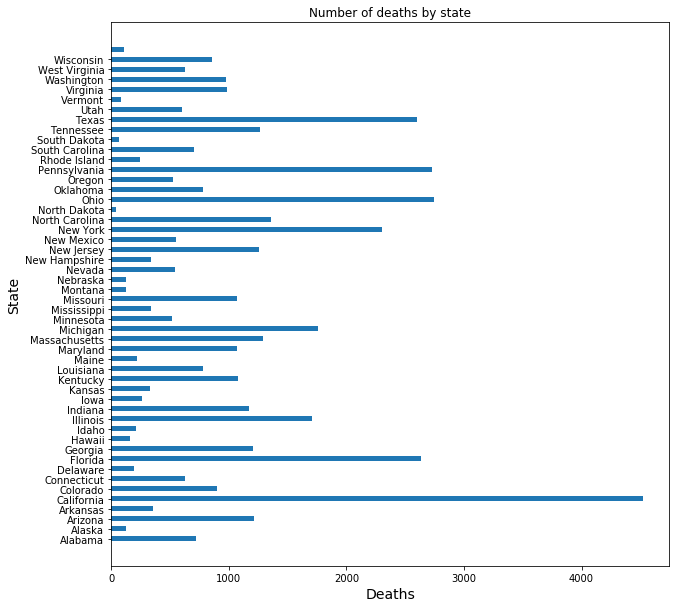 Number of deaths by state
Wisconsin
West Virginia
Washington
Virginia
Vermont
Utah
Texas
Tennessee
South Dakota
South Carolina
Rhode Island
Pennsylvania
Oregon
Oklahoma
Ohio
North Dakota
North Carolina
New York
New Mexico
New Jersey
New Hampshire
Nevada
Nebraska
Montana
Missouri
Mississippi
Minnesota
Michigan
Massachusetts
Maryland
Maine
Louisiana
Kentucky
Kansas
Iowa
Indiana
Illinois
Idaho
Hawaii
Georgia
Florida
Delaware
Connecticut
Colorado
California
Arkansas
Arizona
Alaska
Alabama
State
0 1000 2000 3000 4000
Deaths